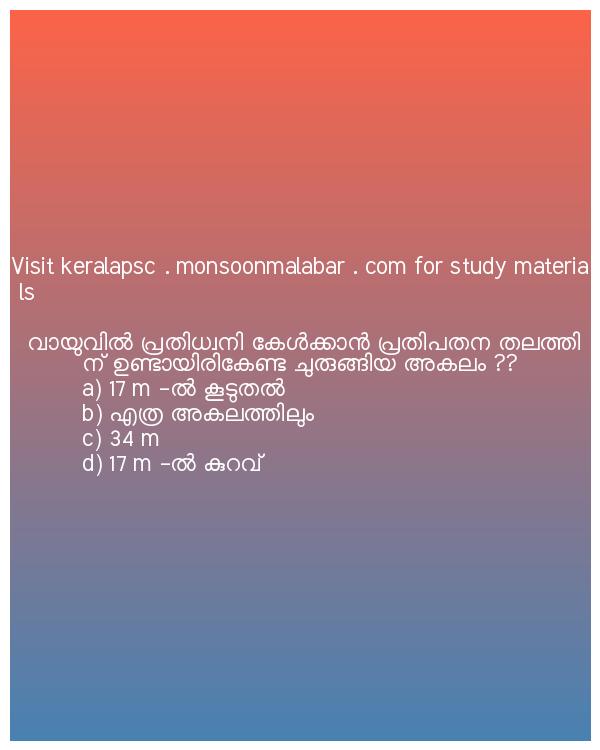 Visit keralapsc . monsoonmalabar . com for study materia
ls
വായുവിൽ പ്രതിധ്വനി കേൾക്കാൻ പ്രതിപതന തലത്തി
ന് ഉണ്ടായിരികേണ്ട ചുരുങ്ങിയ അകലം ??
a) 17 m -ൽ കൂടുതൽ
b) എത്ര അകലത്തിലും
c) 34 m
d) 17 m -ൽ കുറവ്